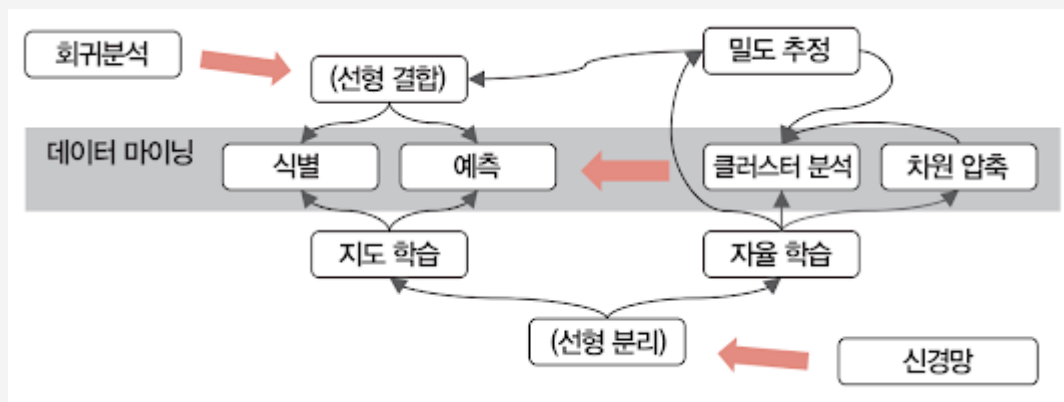 회귀분석
밀도 추정
(선형 결합)
데이터 마이닝
식별
예측
클러스터 분석
차원 압축
지도 학습
자율 학습
(선형 분리)
신경망